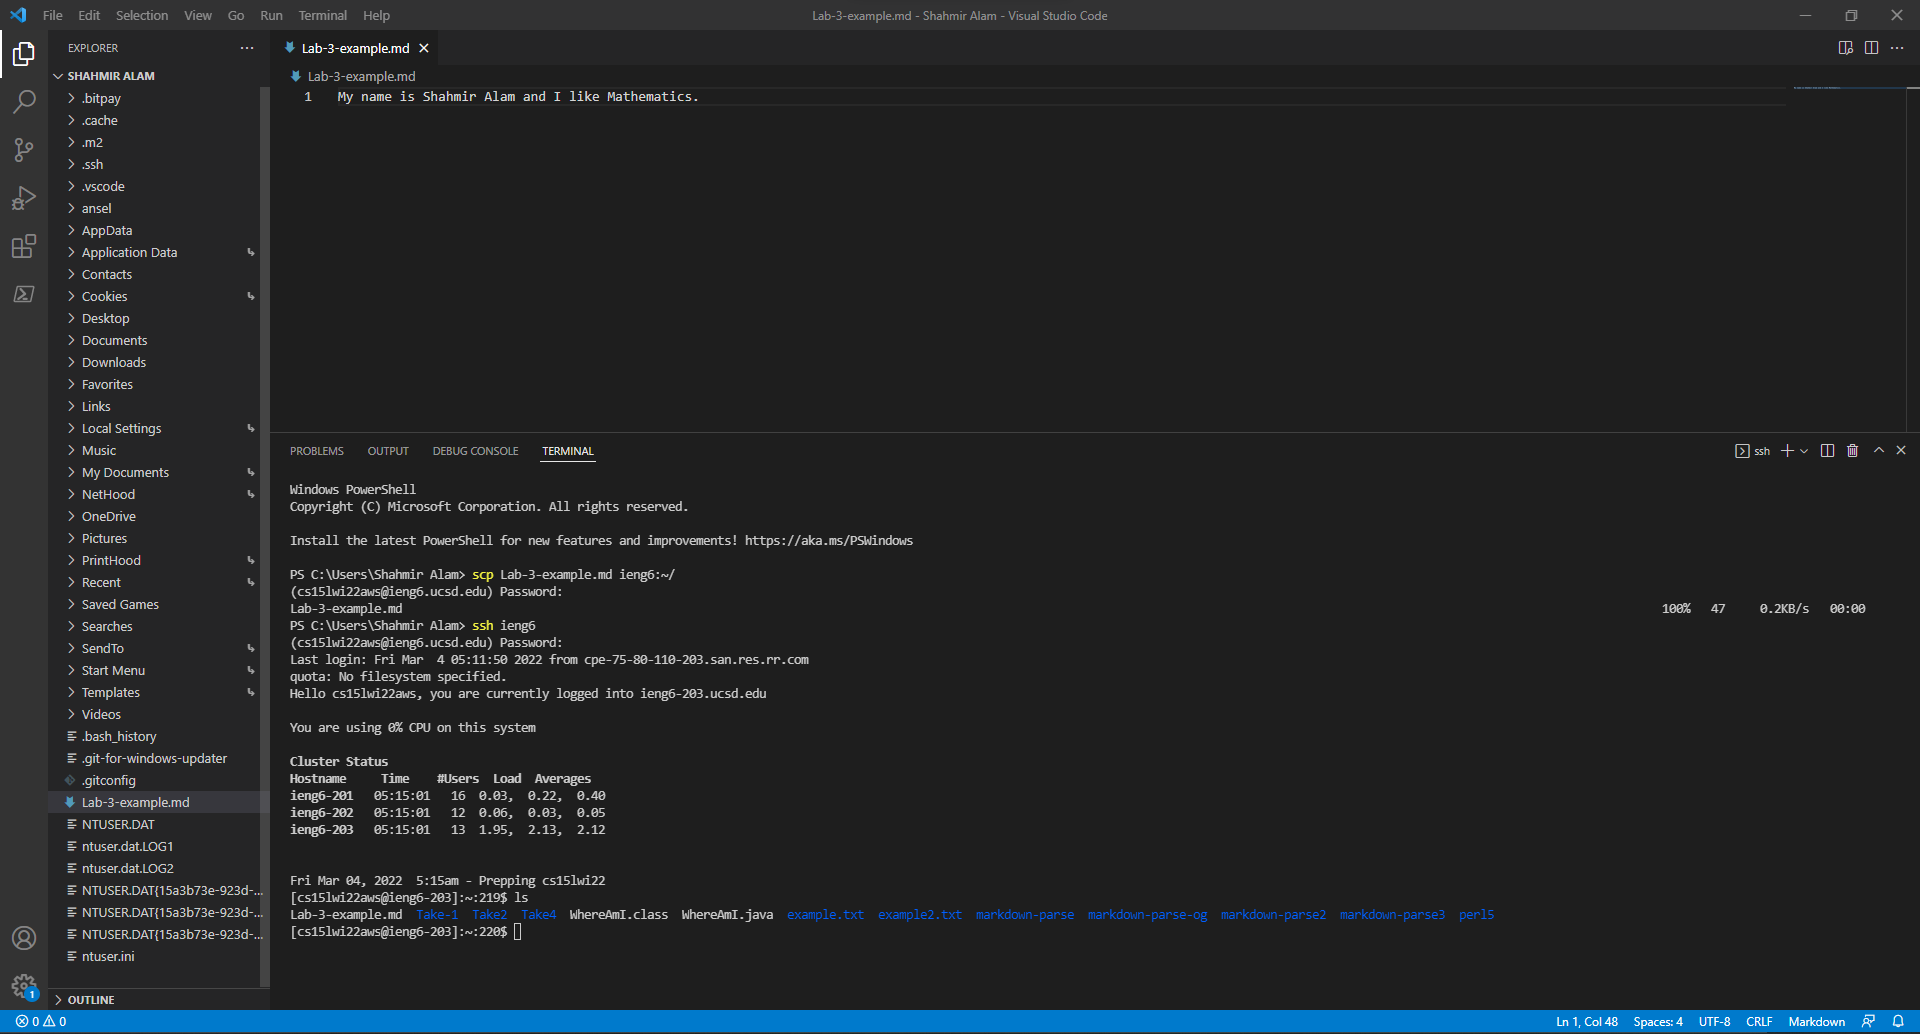 File Edit Selection View Go Run Terminal Help
Lab-3-example.md - Shahmir Alam - Visual Studio Code
EXPLORER
SHAHMIR ALAM
.bitpay
.cache
.m2
.ssh
.vscode
ansel
AppData
Application Data
Contacts
Cookies
Desktop
Documents
Downloads
Favorites
Links
Local Settings
Music
My Documents
NetHood
OneDrive
Pictures
PrintHood
Recent
Saved Games
Searches
SendTo
Start Menu
Templates
Videos
.bash_history
.git-for-windows-updater
.gitconfig
Lab-3-example.md
NTUSER.DAT
ntuser.dat.LOG1
ntuser.dat.LOG2
NTUSER.DAT{15a3b73e-923d-...
NTUSER.DAT{15a3b73e-923d-...
NTUSER.DAT{15a3b73e-923d-...
ntuser.ini
OUTLINE
Lab-3-example.md
Lab-3-example.md
1 My name is Shahmir Alam and I like Mathematics.
PROBLEMS OUTPUT DEBUG CONSOLE TERMINAL
ssh
Windows PowerShell
Copyright (C) Microsoft Corporation. All rights reserved.
Install the latest PowerShell for new features and improvements! https://aka.ms/PSWindows
PS C:\Users\Shahmir Alam> scp Lab-3-example.md ieng6:~/
(cs15lwi22aws@ieng6.ucsd.edu) Password:
Lab-3-example.md 100% 47 0.2KB/s 00:00
PS C:\Users\Shahmir Alam> ssh ieng6
(cs15lwi22aws@ieng6.ucsd.edu) Password:
Last login: Fri Mar  4 05:11:50 2022 from cpe-75-80-110-203.san.res.rr.com
quota: No filesystem specified.
Hello cs15lwi22aws, you are currently logged into ieng6-203.ucsd.edu
You are using 0% CPU on this system
Cluster Status
Hostname Time #Users Load Averages
ieng6-201 05:15:01 16 0.03, 0.22, 0.40
ieng6-202 05:15:01 12 0.06, 0.03, 0.05
ieng6-203 05:15:01 13 1.95, 2.13, 2.12
Fri Mar 04, 2022  5:15am - Prepping cs15lwi22
[cs15lwi22aws@ieng6-203]:~:219$ ls
Lab-3-example.md Take-1 Take2 Take4 WhereAmI.class WhereAmI.java example.txt example2.txt markdown-parse markdown-parse-og markdown-parse2 markdown-parse3 perl5
[cs15lwi22aws@ieng6-203]:~:220$
1
0 0
Ln 1, Col 48 Spaces: 4 UTF-8 CRLF Markdown